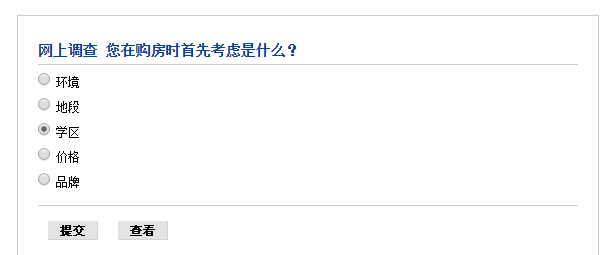 网上调查 您在购房时首先考虑是什么？
环境
地段
学区
价格
品牌
提交 查看